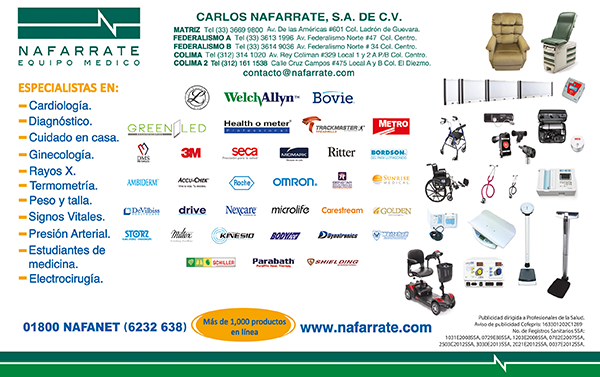 CARLOS NAFARRATE, S.A. DE C.V.
MATRIZ Tel (33) 3669 9800 Av. De las Américas #601 Col. Ladrón de Guevara.
FEDERALISMO A Tel (33) 3613 1996 Av. Federalismo Norte #47 Col. Centro.
FEDERALISMO B Tel (33) 3614 9036 Av. Federalismo Norte # 34 Col. Centro.
COLIMA Tel (312) 314 1020 Av. Rey Coliman #329 Local 1 y 2 A P/B Col. Centro.
COLIMA 2 Tel (312) 161 1538 Calle Cruz Campos #475 Local A y B Col. El Diezmo.
contacto@nafarrate.com
NAFARRATE
EQUIPO MEDICO
ESPECIALISTAS EN:
Cardiología.
Diagnóstico.
Cuidado en casa.
Ginecología.
Rayos X.
Termometría.
Peso y talla.
Signos Vitales.
Presión Arterial.
Estudiantes de
medicina.
Electrocirugía.
WelchAllyn Bovie
GREEN LED Health o meter TRACKMASTER METRO
Professional
DMS 3M seca MIDMARK Ritter BORDSON
AMBIDERM ACCU-CHEK Roche OMRON SUNRISE
MEDICAL
DeVilbiss drive Nexcare microlife Carestream GOLDEN
STORZ Miltex KINESIO BODYMED Dynatronics
SCHILLER Parabath SHIELDING
01800 NAFANET (6232 638)
Más de 1,000 productos
en línea
www.nafarrate.com
Publicidad dirigida a Profesionales de la Salud.
Aviso de publicidad Cofepris: 163301202C1269
No. de Registros Sanitarios SSA: